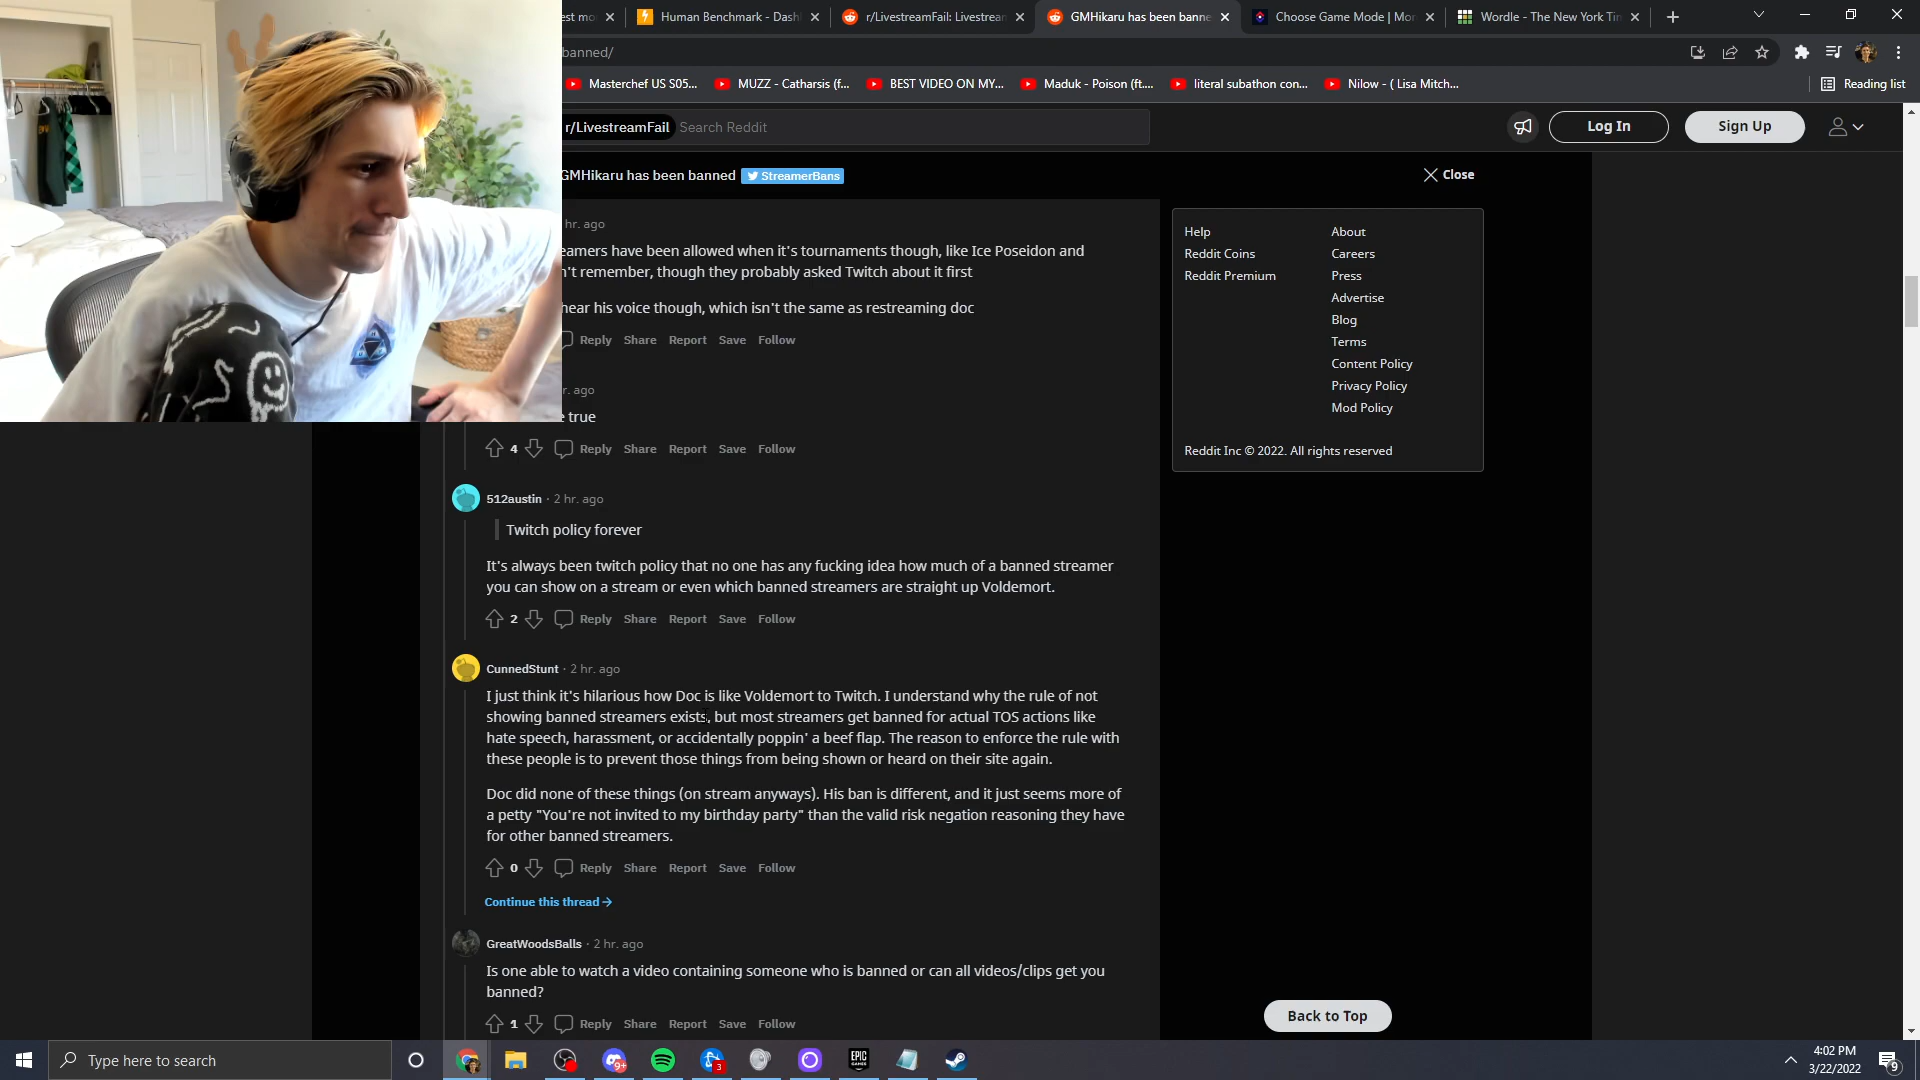 est mo
Human Benchmark - Dash
r/LivestreamFail: Livestrea
GMHikaru has been banne
Choose Game Mode | Mo
Wordle - The New York Ti
banned/
Masterchef US S05...
MUZZ - Catharsis (f...
BEST VIDEO ON MY...
Maduk - Poison (ft....
literal subathon con...
Nilow - ( Lisa Mitch...
Reading list
r/LivestreamFail
Search Reddit
Log In
Sign Up
GMHikaru has been banned
StreamerBans
Close
hr. ago
eamers have been allowed when it's tournaments though, like Ice Poseidon and
't remember, though they probably asked Twitch about it first
hear his voice though, which isn't the same as restreaming doc
Reply Share Report Save Follow
r. ago
e true
4 Reply Share Report Save Follow
512austin · 2 hr. ago
Twitch policy forever
It's always been twitch policy that no one has any fucking idea how much of a banned streamer
you can show on a stream or even which banned streamers are straight up Voldemort.
2 Reply Share Report Save Follow
CunnedStunt · 2 hr. ago
I just think it's hilarious how Doc is like Voldemort to Twitch. I understand why the rule of not
showing banned streamers exists, but most streamers get banned for actual TOS actions like
hate speech, harassment, or accidentally poppin' a beef flap. The reason to enforce the rule with
these people is to prevent those things from being shown or heard on their site again.
Doc did none of these things (on stream anyways). His ban is different, and it just seems more of
a petty "You're not invited to my birthday party" than the valid risk negation reasoning they have
for other banned streamers.
0 Reply Share Report Save Follow
Continue this thread →
GreatWoodsBalls · 2 hr. ago
Is one able to watch a video containing someone who is banned or can all videos/clips get you
banned?
1 Reply Share Report Save Follow
Help
Reddit Coins
Reddit Premium
About
Careers
Press
Advertise
Blog
Terms
Content Policy
Privacy Policy
Mod Policy
Reddit Inc © 2022. All rights reserved
Back to Top
Type here to search
9+
3
EPIC
GAMES
4:02 PM
3/22/2022
9